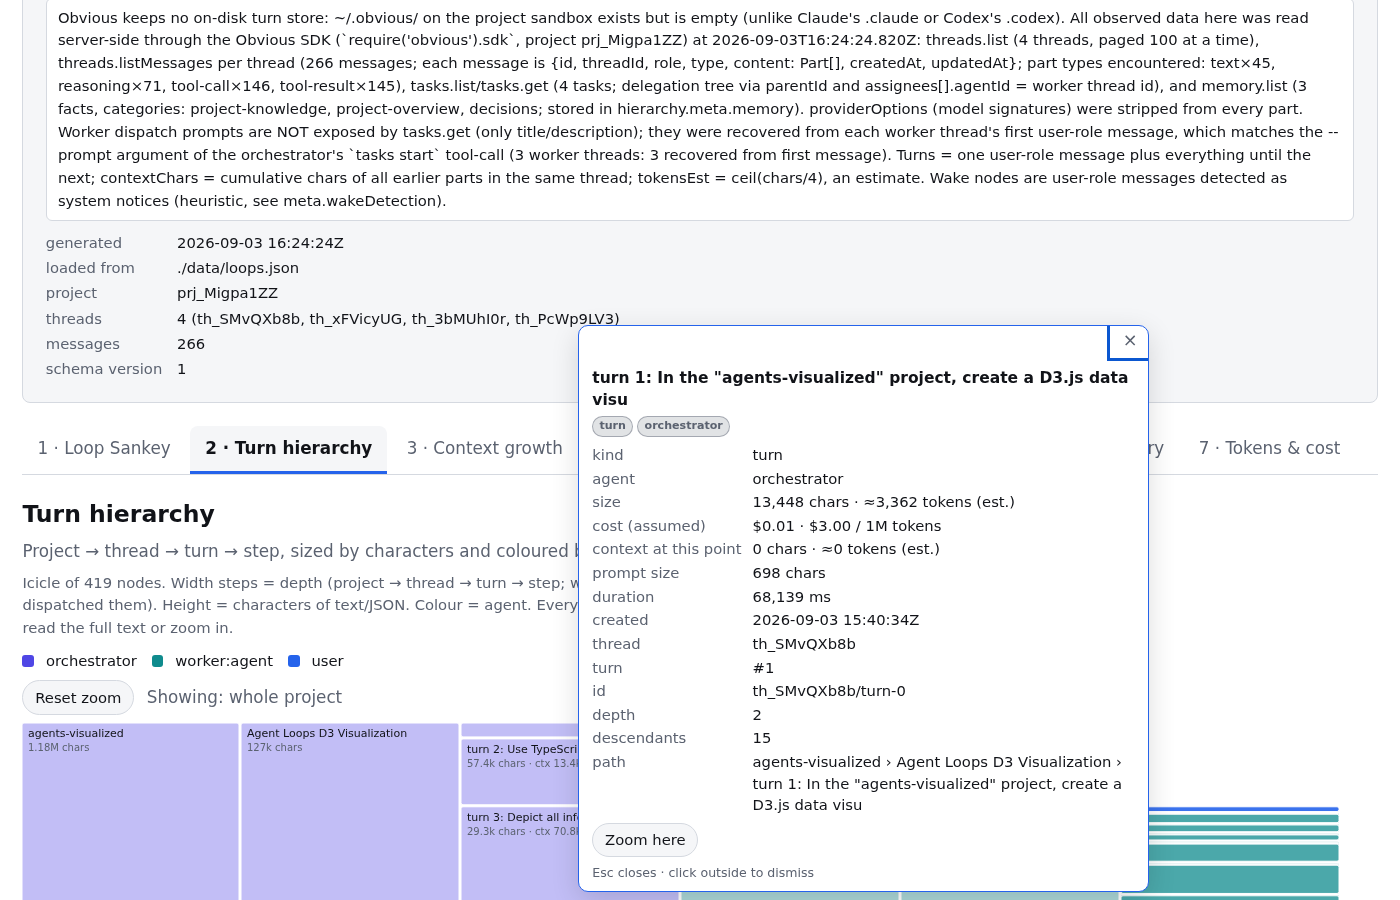 Obvious keeps no on-disk turn store: ~/.obvious/ on the project sandbox exists but is empty (unlike Claude's .claude or Codex's .codex). All observed data here was read
server-side through the Obvious SDK (`require('obvious').sdk`, project prj_Migpa1ZZ) at 2026-09-03T16:24:24.820Z: threads.list (4 threads, paged 100 at a time),
threads.listMessages per thread (266 messages; each message is {id, threadId, role, type, content: Part[], createdAt, updatedAt}; part types encountered: text×45,
reasoning×71, tool-call×146, tool-result×145), tasks.list/tasks.get (4 tasks; delegation tree via parentId and assignees[].agentId = worker thread id), and memory.list (3
facts, categories: project-knowledge, project-overview, decisions; stored in hierarchy.meta.memory). providerOptions (model signatures) were stripped from every part.
Worker dispatch prompts are NOT exposed by tasks.get (only title/description); they were recovered from each worker thread's first user-role message, which matches the --
prompt argument of the orchestrator's `tasks start` tool-call (3 worker threads: 3 recovered from first message). Turns = one user-role message plus everything until the
next; contextChars = cumulative chars of all earlier parts in the same thread; tokensEst = ceil(chars/4), an estimate. Wake nodes are user-role messages detected as
system notices (heuristic, see meta.wakeDetection).
generated 2026-09-03 16:24:24Z
loaded from ./data/loops.json
project prj_Migpa1ZZ
threads 4 (th_SMvQXb8b, th_xFVicyUG, th_3bMUhI0r, th_PcWp9LV3)
messages 266
schema version 1
1 · Loop Sankey 2 · Turn hierarchy 3 · Context growth ry 7 · Tokens & cost
Turn hierarchy
Project → thread → turn → step, sized by characters and coloured b
Icicle of 419 nodes. Width steps = depth (project → thread → turn → step; w
dispatched them). Height = characters of text/JSON. Colour = agent. Every
read the full text or zoom in.
orchestrator worker:agent user
Reset zoom Showing: whole project
agents-visualized
1.18M chars
Agent Loops D3 Visualization
127k chars
turn 2: Use TypeScri
57.4k chars · ctx 13.4k
turn 3: Depict all inf
29.3k chars · ctx 70.8k
✕
turn 1: In the "agents-visualized" project, create a D3.js data
visu
turn orchestrator
kind turn
agent orchestrator
size 13,448 chars · ≈3,362 tokens (est.)
cost (assumed) $0.01 · $3.00 / 1M tokens
context at this point 0 chars · ≈0 tokens (est.)
prompt size 698 chars
duration 68,139 ms
created 2026-09-03 15:40:34Z
thread th_SMvQXb8b
turn #1
id th_SMvQXb8b/turn-0
depth 2
descendants 15
path agents-visualized › Agent Loops D3 Visualization ›
turn 1: In the "agents-visualized" project, create a
D3.js data visu
Zoom here
Esc closes · click outside to dismiss